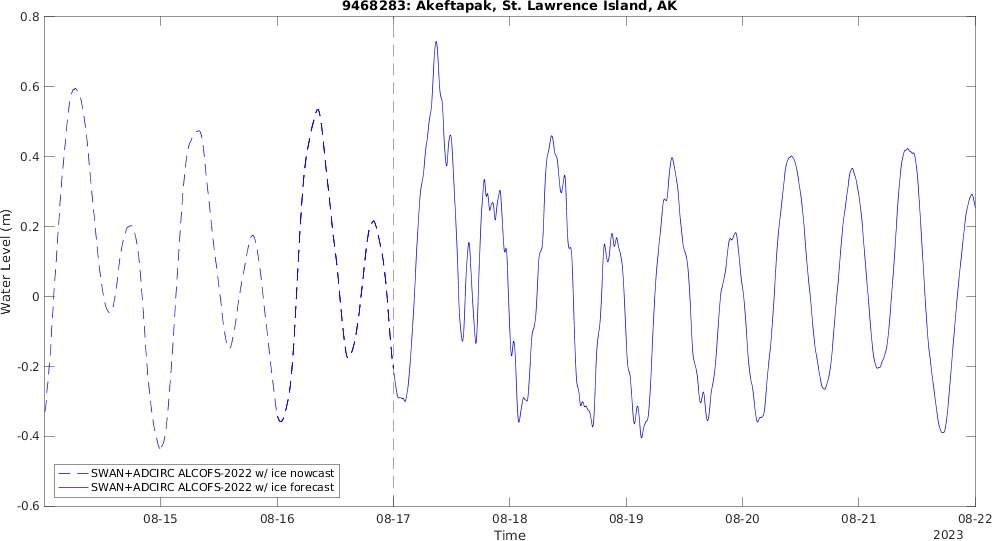 9468283: Akeftapak, St. Lawrence Island, AK
0.8
0.6
0.4
0.2
0
-0.2
-0.4
-0.6
Water Level (m)
SWAN+ADCIRC ALCOFS-2022 w/ ice nowcast
SWAN+ADCIRC ALCOFS-2022 w/ ice forecast
08-15 08-16 08-17 08-18 08-19 08-20 08-21 08-22
Time
2023